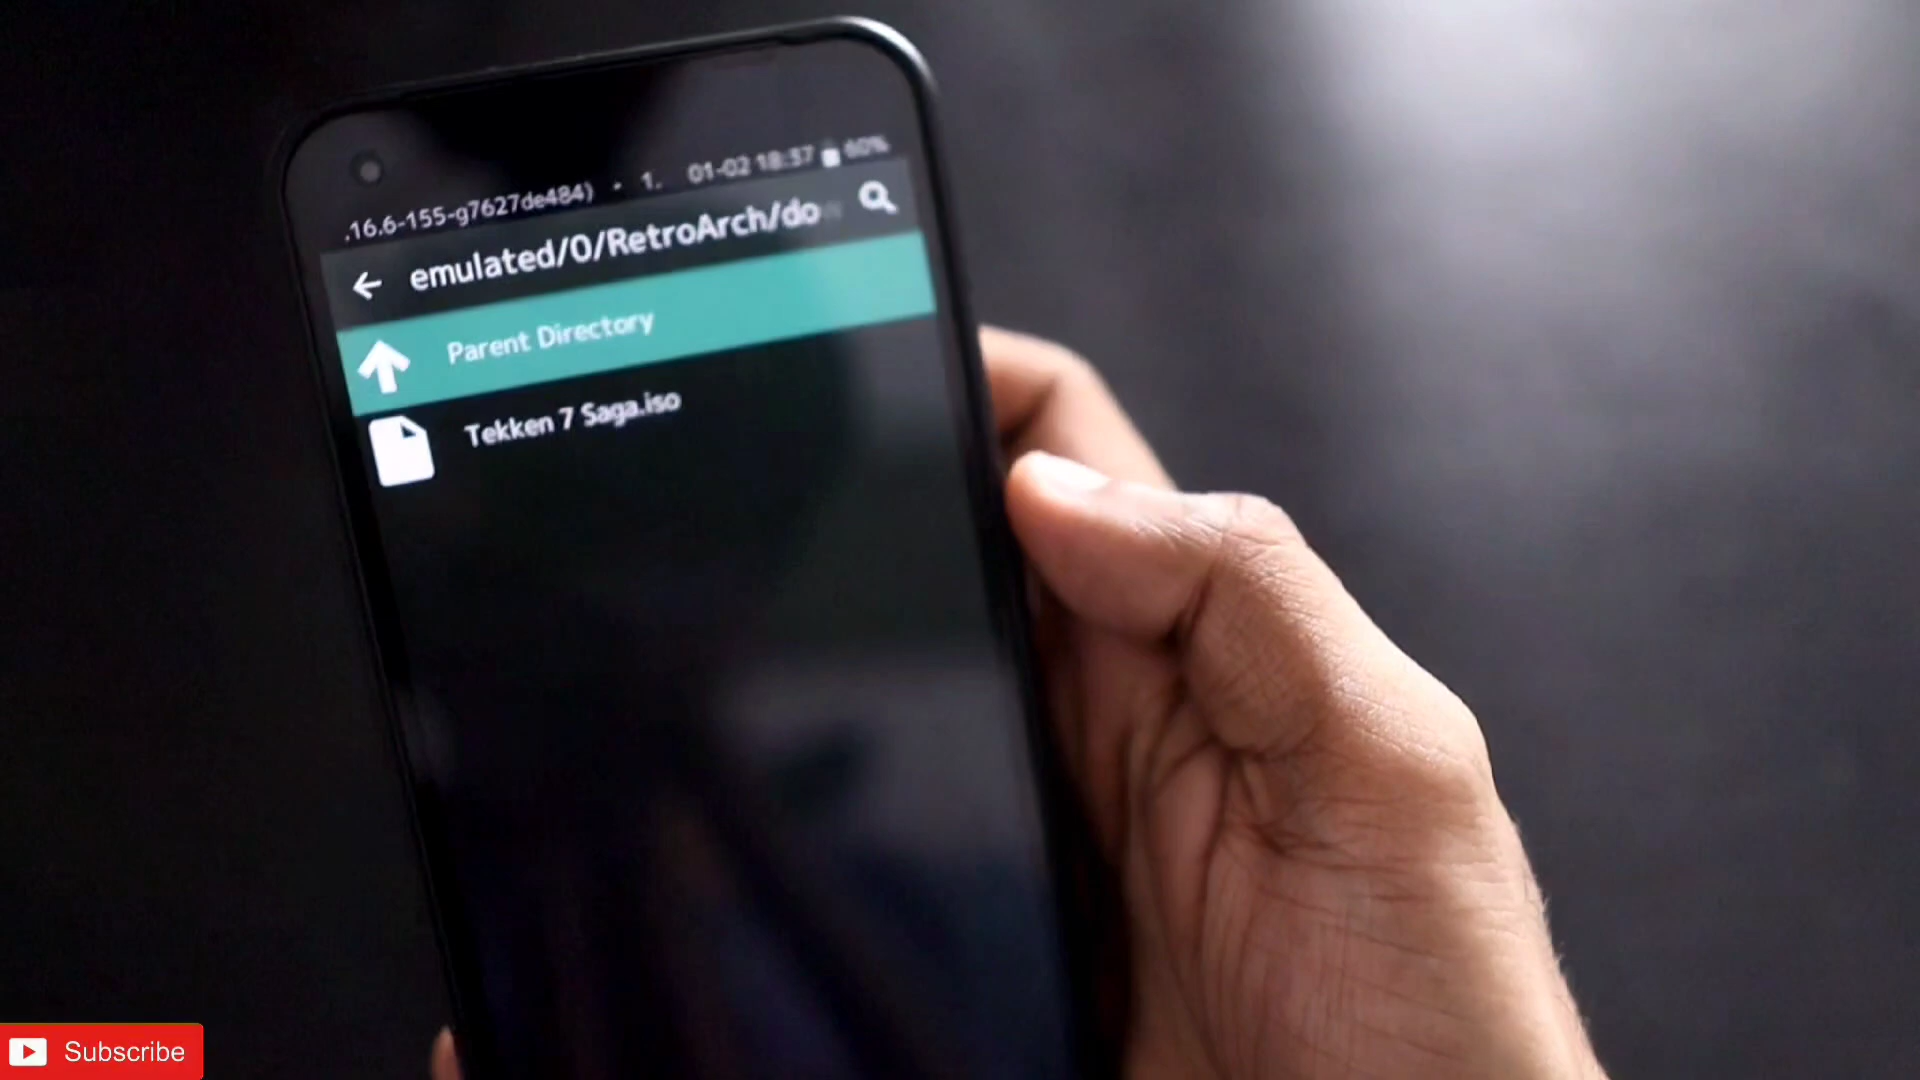 .16.6-155-g7627de484) • 1. 01-02 18:37 60%
emulated/0/RetroArch/do
Parent Directory
Tekken 7 Saga.iso
Subscribe